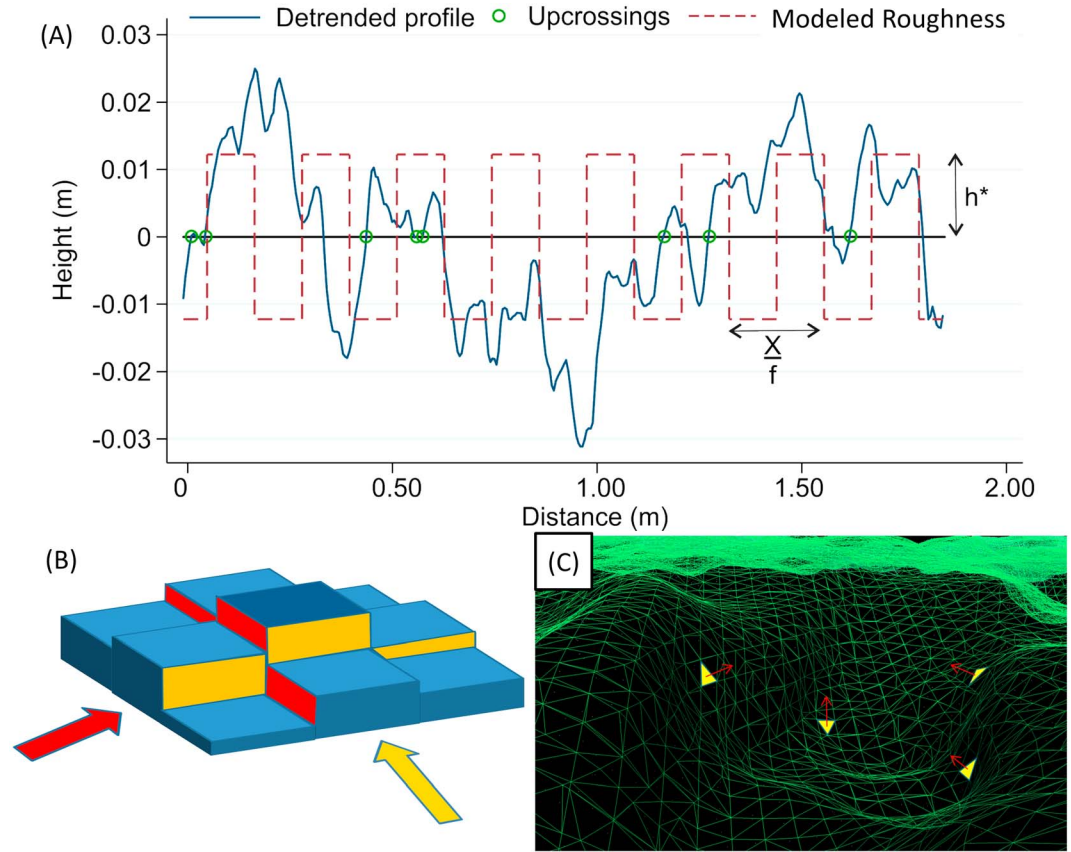 Detrended profile Upcrossings Modeled Roughness
(A)
0.03
0.02
0.01
0
-0.01
-0.02
-0.03
Height (m)
h*
X
f
0 0.50 1.00 1.50 2.00
Distance (m)
(B)
(C)